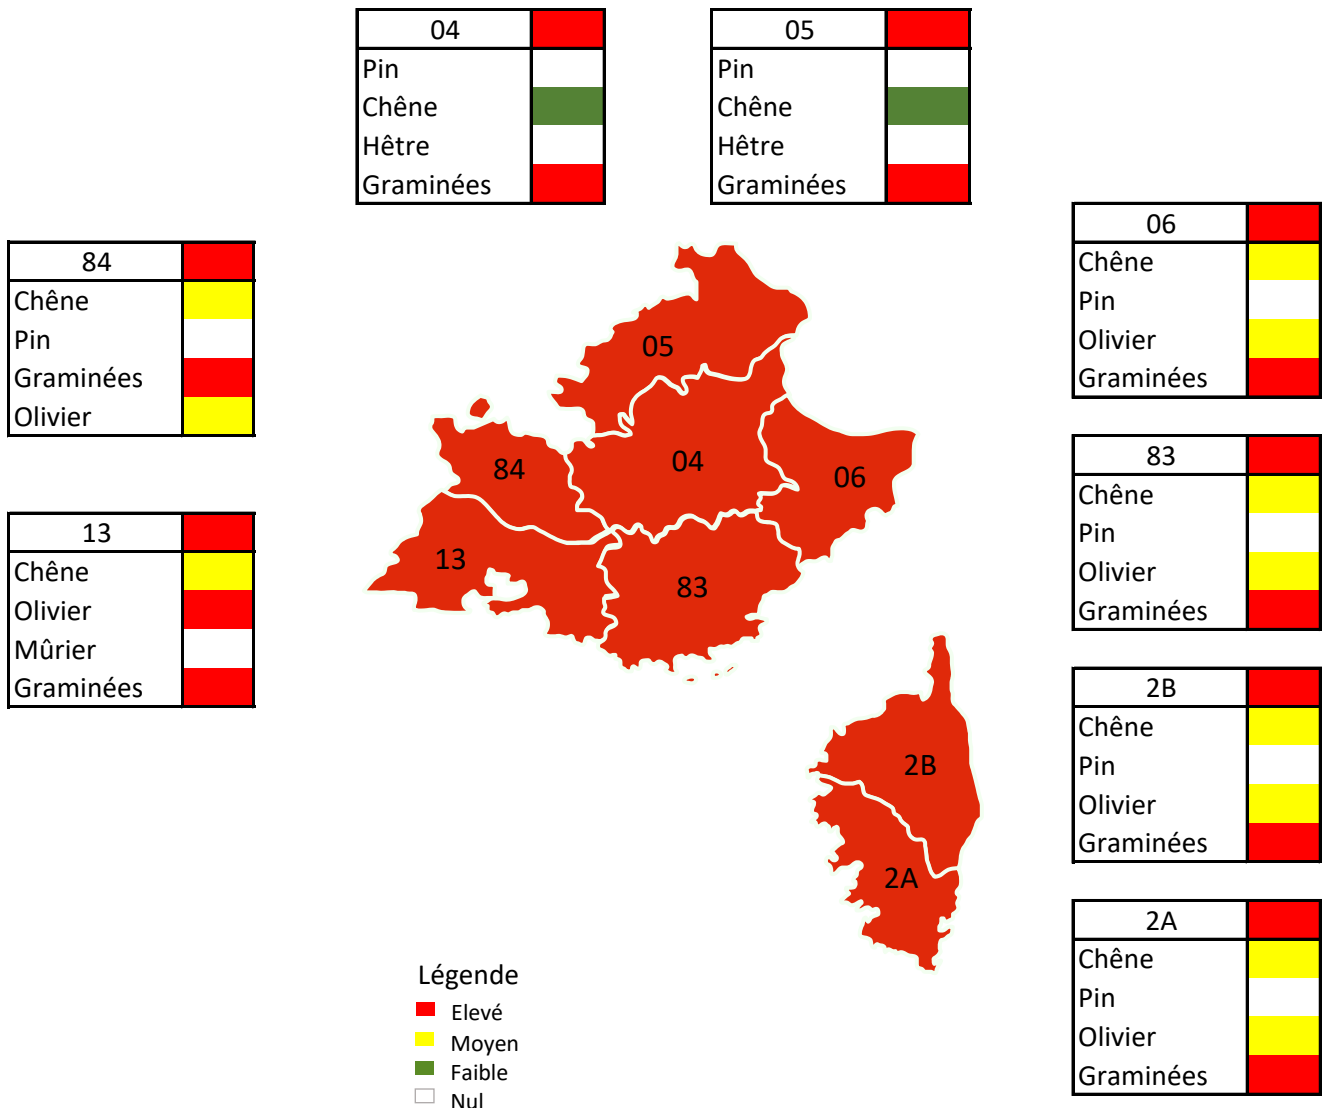 04
Pin
Chêne
Hêtre
Graminées
05
Pin
Chêne
Hêtre
Graminées
84
Chêne
Pin
Graminées
Olivier
13
Chêne
Olivier
Mûrier
Graminées
05
04
84
06
13
83
2B
2A
06
Chêne
Pin
Olivier
Graminées
83
Chêne
Pin
Olivier
Graminées
2B
Chêne
Pin
Olivier
Graminées
2A
Chêne
Pin
Olivier
Graminées
Légende
Elevé
Moyen
Faible
Nul